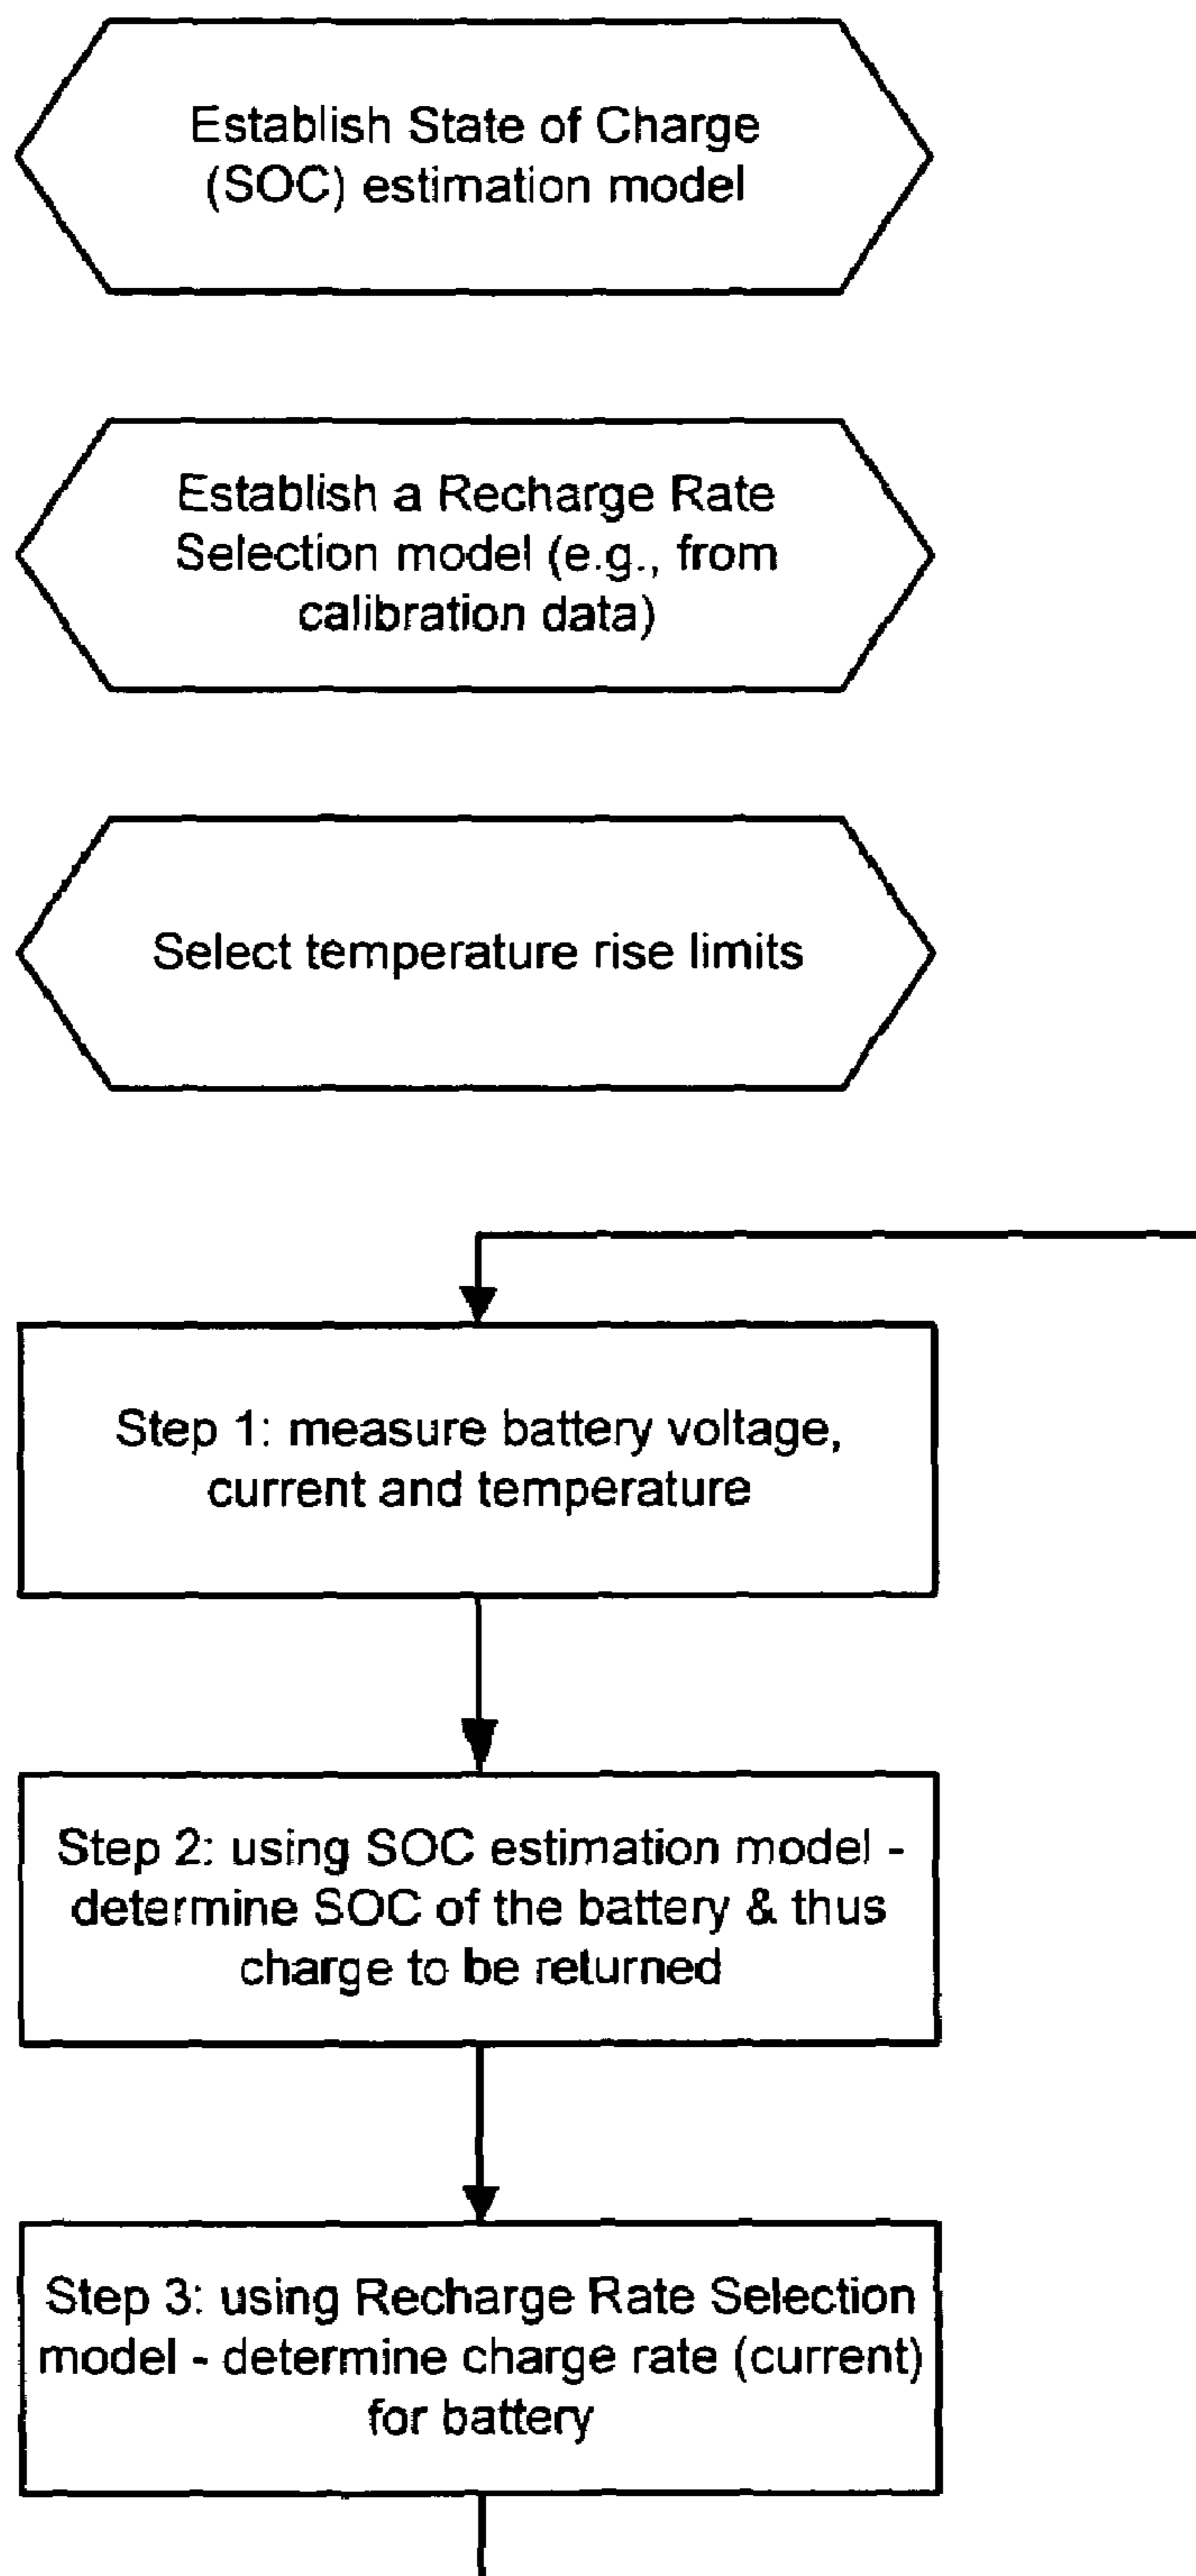 Establish State of Charge
(SOC) estimation model
Establish a Recharge Rate
Selection model (e.g., from
calibration data)
Select temperature rise limits
Step 1: measure battery voltage,
current and temperature
Step 2: using SOC estimation model -
determine SOC of the battery & thus
charge to be returned
Step 3: using Recharge Rate Selection
model - determine charge rate (current)
for battery